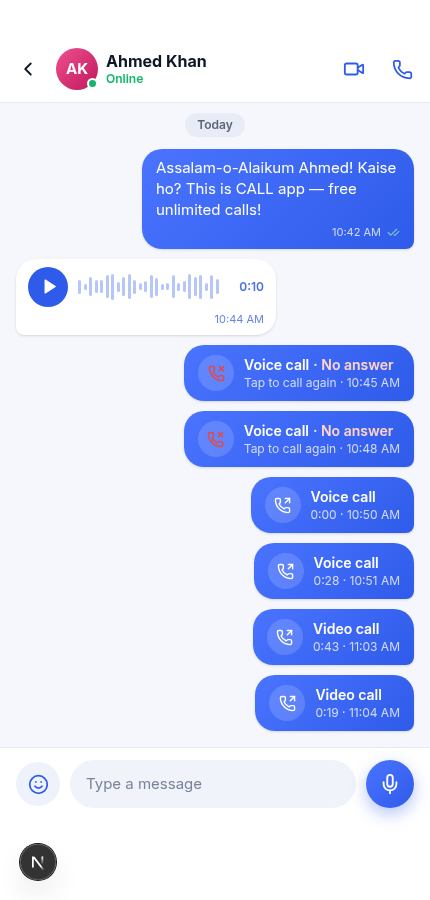 AK
Ahmed Khan
Online
Today
Assalam-o-Alaikum Ahmed! Kaise
ho? This is CALL app — free
unlimited calls!
10:42 AM
0:10
10:44 AM
Voice call · No answer
Tap to call again · 10:45 AM
Voice call · No answer
Tap to call again · 10:48 AM
Voice call
0:00 · 10:50 AM
Voice call
0:28 · 10:51 AM
Video call
0:43 · 11:03 AM
Video call
0:19 · 11:04 AM
Type a message
N